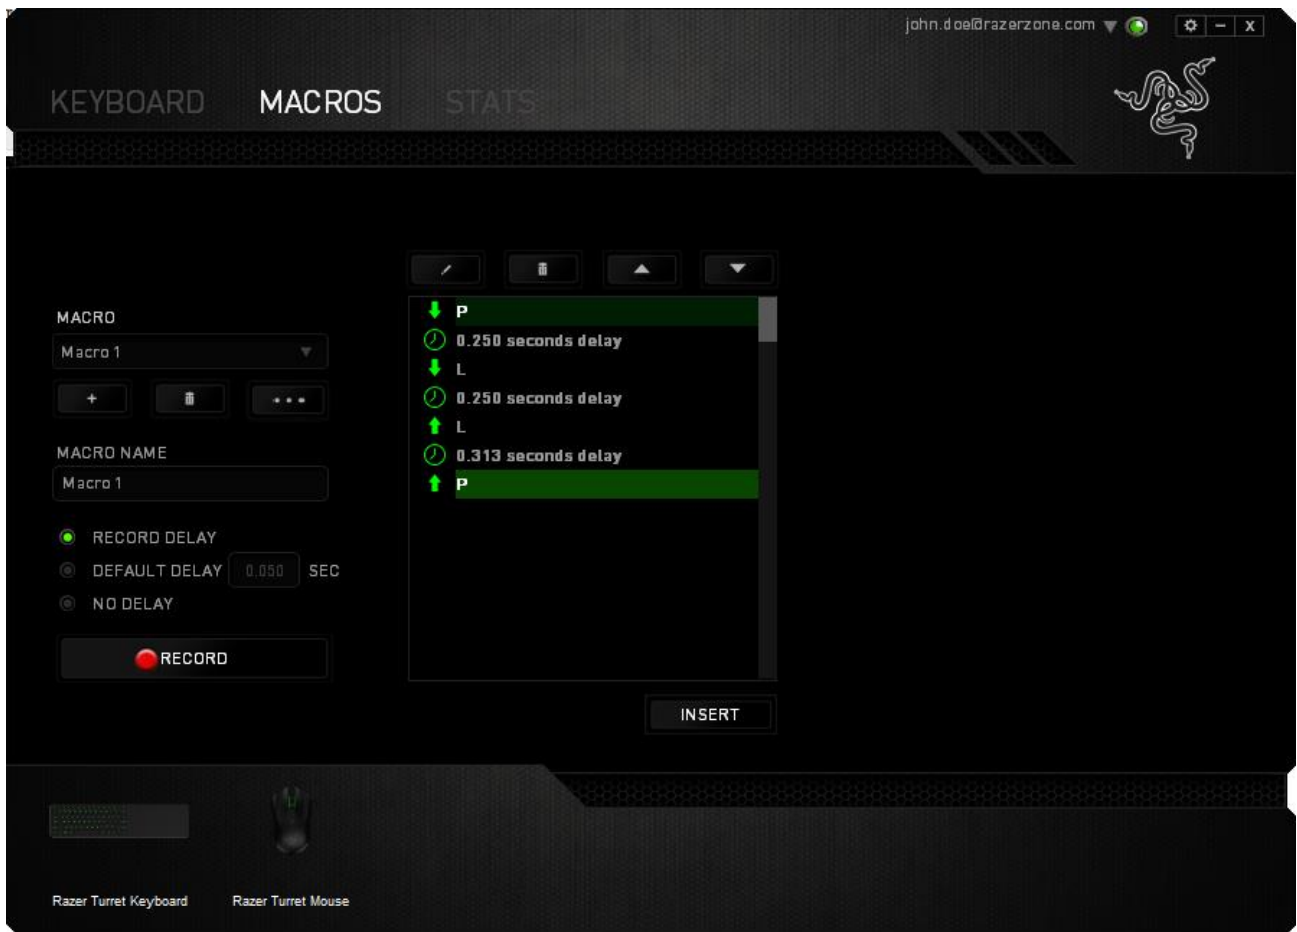 john.doe@razerzone.com
KEYBOARD MACROS STATS
MACRO
Macro 1
MACRO NAME
Macro 1
RECORD DELAY
DEFAULT DELAY 0.050 SEC
NO DELAY
RECORD
P
0.250 seconds delay
L
0.250 seconds delay
L
0.313 seconds delay
P
INSERT
Razer Turret Keyboard Razer Turret Mouse